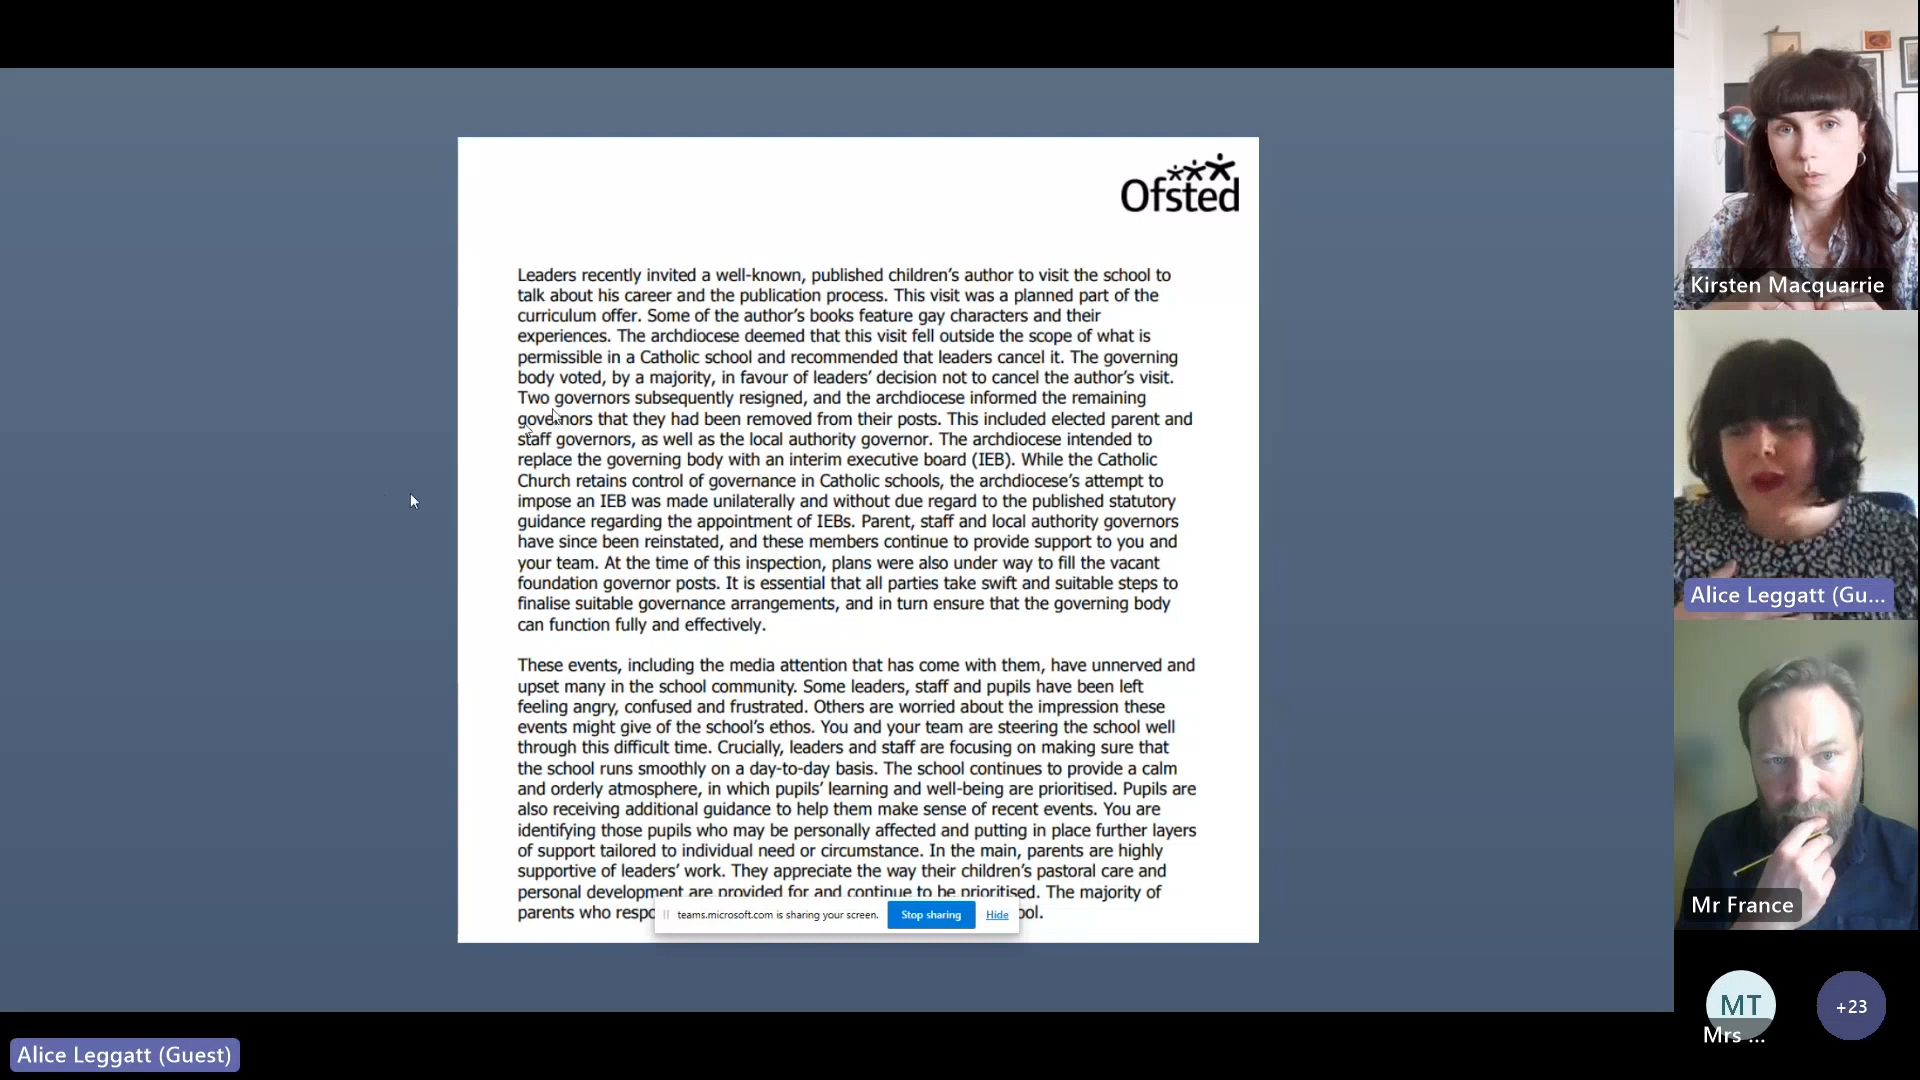 Ofsted
Leaders recently invited a well-known, published children's author to visit the school to
talk about his career and the publication process. This visit was a planned part of the
curriculum offer. Some of the author's books feature gay characters and their
experiences. The archdiocese deemed that this visit fell outside the scope of what is
permissible in a Catholic school and recommended that leaders cancel it. The governing
body voted, by a majority, in favour of leaders' decision not to cancel the author's visit.
Two governors subsequently resigned, and the archdiocese informed the remaining
governors that they had been removed from their posts. This included elected parent and
staff governors, as well as the local authority governor. The archdiocese intended to
replace the governing body with an interim executive board (IEB). While the Catholic
Church retains control of governance in Catholic schools, the archdiocese's attempt to
impose an IEB was made unilaterally and without due regard to the published statutory
guidance regarding the appointment of IEBs. Parent, staff and local authority governors
have since been reinstated, and these members continue to provide support to you and
your team. At the time of this inspection, plans were also under way to fill the vacant
foundation governor posts. It is essential that all parties take swift and suitable steps to
finalise suitable governance arrangements, and in turn ensure that the governing body
can function fully and effectively.
These events, including the media attention that has come with them, have unnerved and
upset many in the school community. Some leaders, staff and pupils have been left
feeling angry, confused and frustrated. Others are worried about the impression these
events might give of the school's ethos. You and your team are steering the school well
through this difficult time. Crucially, leaders and staff are focusing on making sure that
the school runs smoothly on a day-to-day basis. The school continues to provide a calm
and orderly atmosphere, in which pupils' learning and well-being are prioritised. Pupils are
also receiving additional guidance to help them make sense of recent events. You are
identifying those pupils who may be personally affected and putting in place further layers
of support tailored to individual need or circumstance. In the main, parents are highly
supportive of leaders' work. They appreciate the way their children's pastoral care and
personal development are provided for and continue to be prioritised. The majority of
parents who respo
ool.
teams.microsoft.com is sharing your screen. Stop sharing Hide
Kirsten Macquarrie
Alice Leggatt (Gu...
Mr France
MT
Mrs ...
+23
Alice Leggatt (Guest)